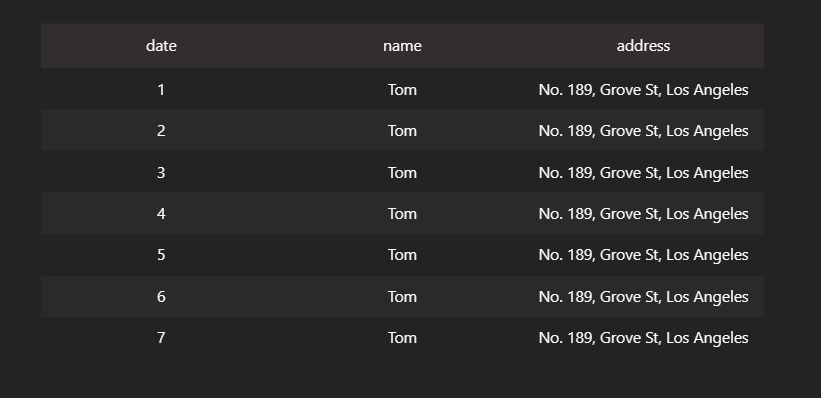 date name address
1 Tom No. 189, Grove St, Los Angeles
2 Tom No. 189, Grove St, Los Angeles
3 Tom No. 189, Grove St, Los Angeles
4 Tom No. 189, Grove St, Los Angeles
5 Tom No. 189, Grove St, Los Angeles
6 Tom No. 189, Grove St, Los Angeles
7 Tom No. 189, Grove St, Los Angeles